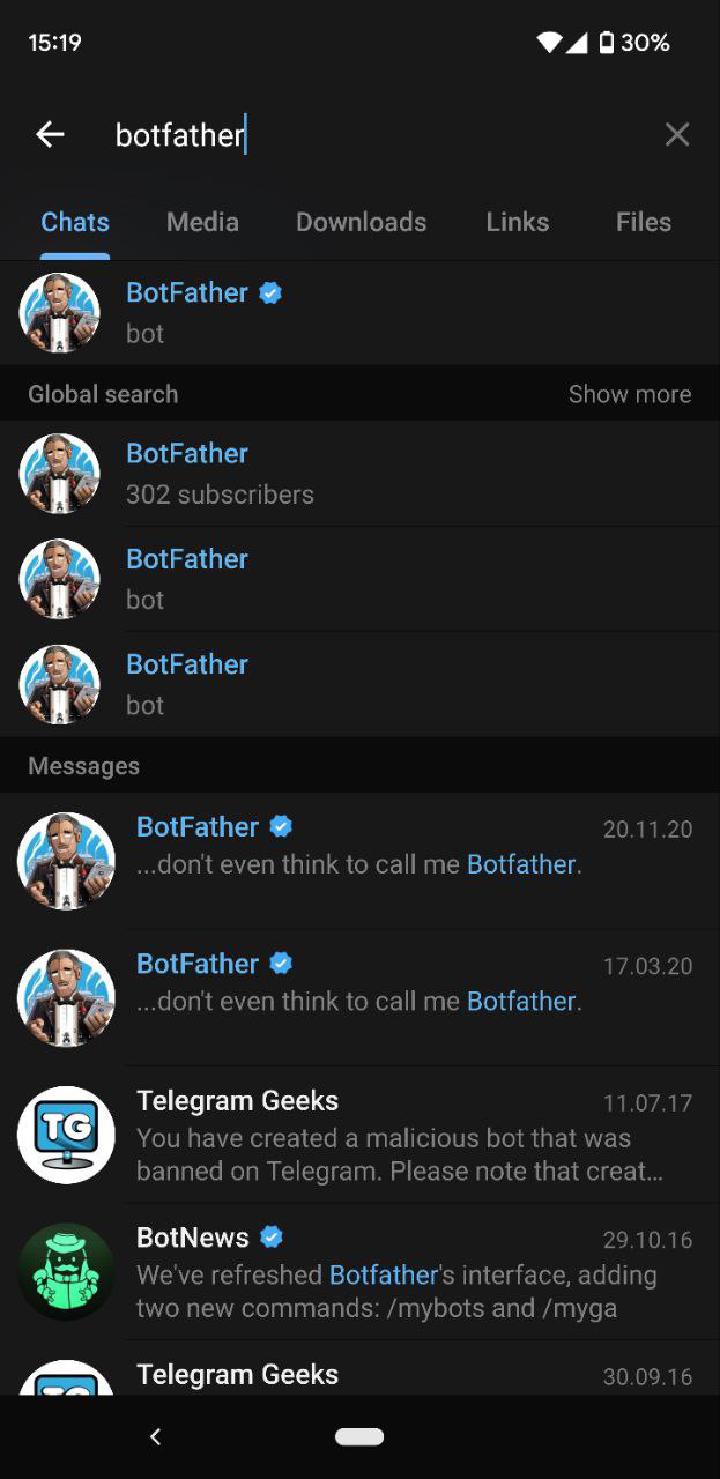 15:19 30%
botfather
Chats Media Downloads Links Files
BotFather
bot
Global search Show more
BotFather
302 subscribers
BotFather
bot
BotFather
bot
Messages
BotFather 20.11.20
...don't even think to call me Botfather.
BotFather 17.03.20
...don't even think to call me Botfather.
TG
Telegram Geeks 11.07.17
You have created a malicious bot that was
banned on Telegram. Please note that creat...
BotNews 29.10.16
We've refreshed Botfather's interface, adding
two new commands: /mybots and /myga
Telegram Geeks 30.09.16
TG